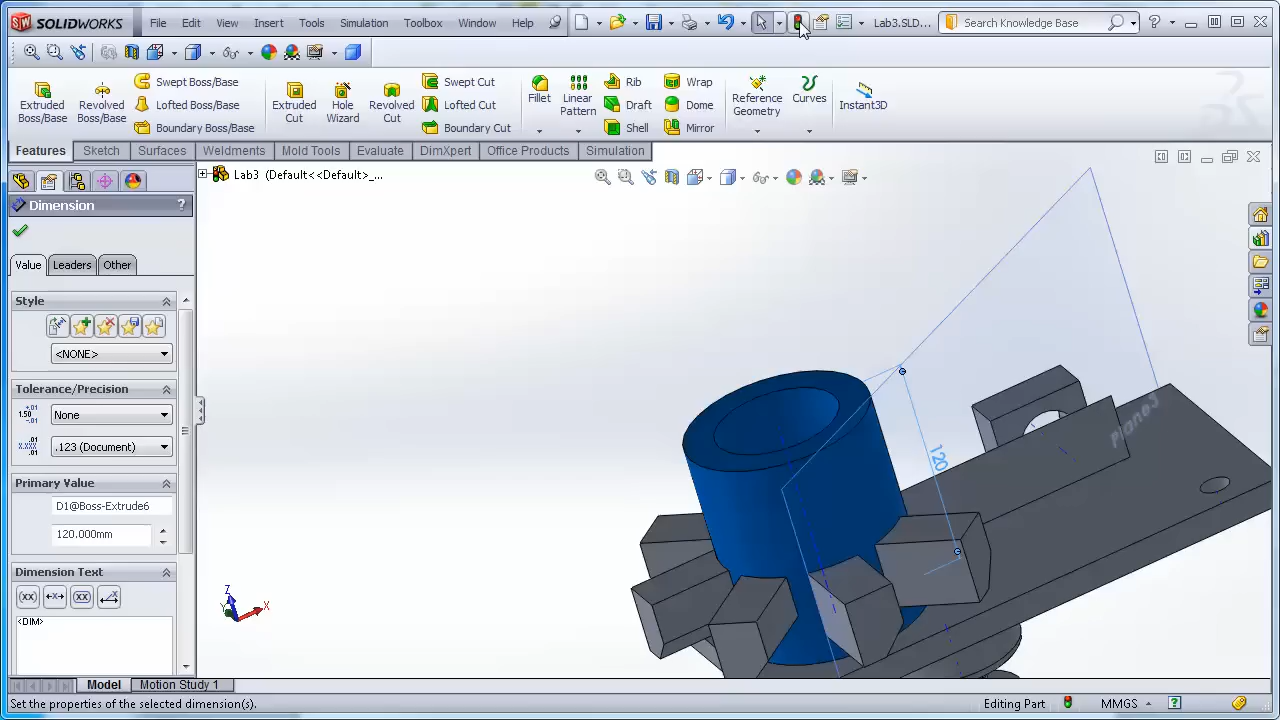 SOLIDWORKS File Edit View Insert Tools Simulation Toolbox Window Help Lab3.SLD... Search Knowledge Base ?
Extruded Boss/Base
Revolved Boss/Base
Swept Boss/Base
Lofted Boss/Base
Boundary Boss/Base
Extruded Cut
Hole Wizard
Revolved Cut
Swept Cut
Lofted Cut
Boundary Cut
Fillet
Linear Pattern
Rib
Draft
Shell
Wrap
Dome
Mirror
Reference Geometry
Curves
Instant3D
Features Sketch Surfaces Weldments Mold Tools Evaluate DimXpert Office Products Simulation
Lab3 (Default<<Default>_...
Dimension ?
Value Leaders Other
Style
<NONE>
Tolerance/Precision
None
.123 (Document)
Primary Value
D1@Boss-Extrude6
120.000mm
Dimension Text
<DIM>
120
Plane3
Z
Y
X
Model Motion Study 1
Set the properties of the selected dimension(s). Editing Part MMGS ?